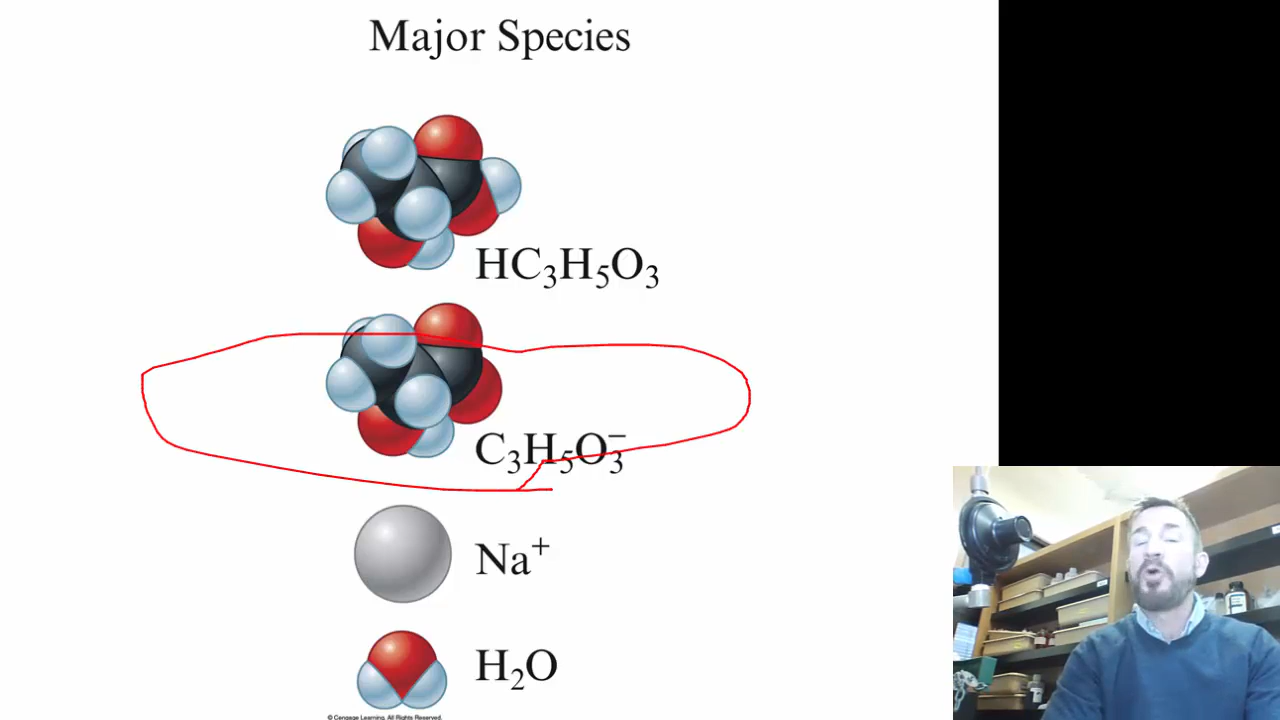 Major Species
HC₃H₅O₃
C₃H₅O₃⁻
Na⁺
H₂O
© Cengage Learning. All Rights Reserved.